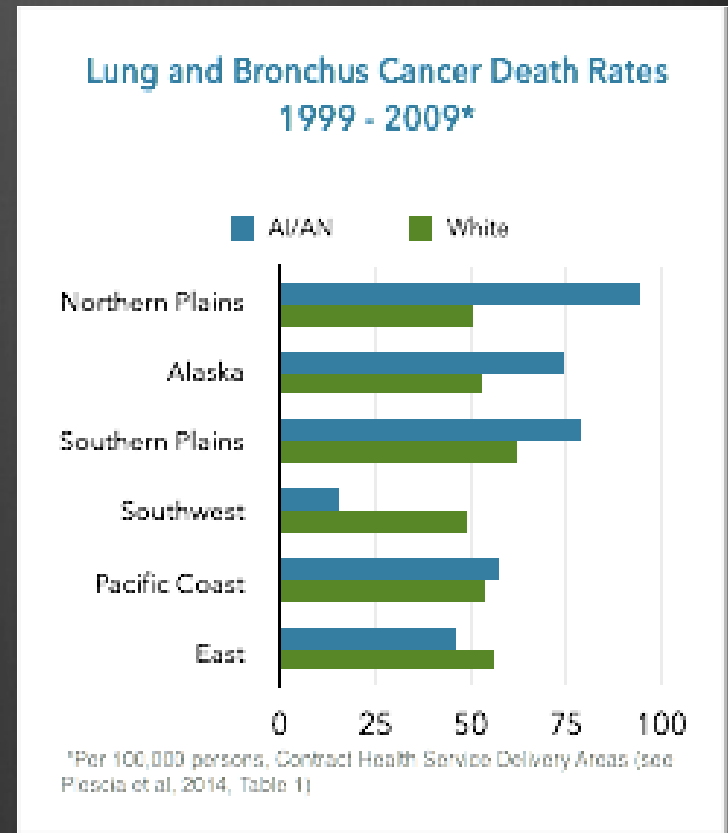 Lung and Bronchus Cancer Death Rates
1999 - 2009*
AI/AN White
Northern Plains
Alaska
Southern Plains
Southwest
Pacific Coast
East
0 25 50 75 100
*Per 100,000 persons, Contract Health Service Delivery Areas (see
Plescia et al, 2014, Table 1)